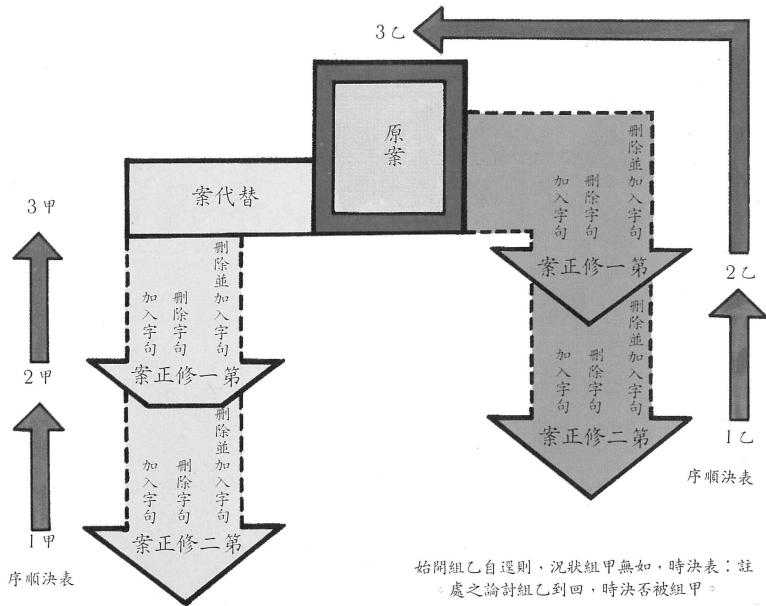 乙3
原案
刪除並加入字句
刪除字句
加入字句
替代案
甲3
第一修正案
乙2
刪除並加入字句
刪除字句
加入字句
刪除並加入字句
刪除字句
加入字句
第一修正案
甲2
第二修正案
乙1
表決順序
刪除並加入字句
刪除字句
加入字句
第二修正案
甲1
表決順序
註：表決時，如無甲組狀況，則選自乙組開始
。甲組被否決時，回到乙組討論之處。